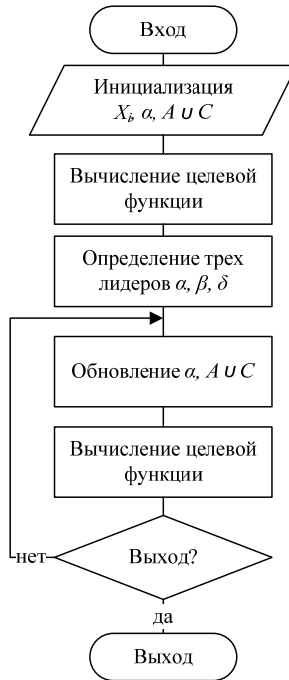 Вход
Инициализация
Xᵢ, α, A и C
Вычисление целевой
функции
Определение трех
лидеров α, β, δ
Обновление α, A и C
Вычисление целевой
функции
нет
Выход?
да
Выход